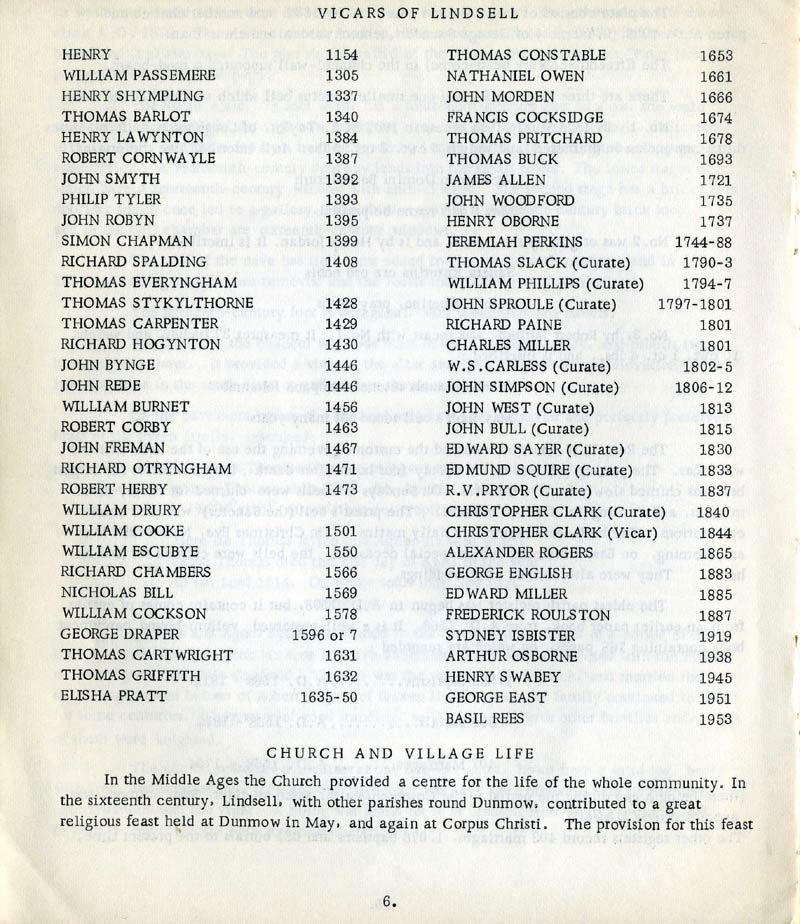 VICARS OF LINDSELL
HENRY 1154
WILLIAM PASSEMERE 1305
HENRY SHYMPLING 1337
THOMAS BARLOT 1340
HENRY LAWYNTON 1384
ROBERT CORNWAYLE 1387
JOHN SMYTH 1392
PHILIP TYLER 1393
JOHN ROBYN 1395
SIMON CHAPMAN 1399
RICHARD SPALDING 1408
THOMAS EVERYNGHAM
THOMAS STYKYLTHORNE 1428
THOMAS CARPENTER 1429
RICHARD HOGYNTON 1430
JOHN BYNGE 1446
JOHN REDE 1446
WILLIAM BURNET 1456
ROBERT CORBY 1463
JOHN FREMAN 1467
RICHARD OTRYNGHAM 1471
ROBERT HERBY 1473
WILLIAM DRURY
WILLIAM COOKE 1501
WILLIAM ESCUBYE 1550
RICHARD CHAMBERS 1566
NICHOLAS BILL 1569
WILLIAM COCKSON 1578
GEORGE DRAPER 1596 or 7
THOMAS CARTWRIGHT 1631
THOMAS GRIFFITH 1632
ELISHA PRATT 1635-50
THOMAS CONSTABLE 1653
NATHANIEL OWEN 1661
JOHN MORDEN 1666
FRANCIS COCKSIDGE 1674
THOMAS PRITCHARD 1678
THOMAS BUCK 1693
JAMES ALLEN 1721
JOHN WOODFORD 1735
HENRY OBORNE 1737
JEREMIAH PERKINS 1744-88
THOMAS SLACK (Curate) 1790-3
WILLIAM PHILLIPS (Curate) 1794-7
JOHN SPROULE (Curate) 1797-1801
RICHARD BIRD 1801
CHARLES MILLER 1801
W.S.CARLESS (Curate) 1802-5
JOHN SIMPSON (Curate) 1806-12
JOHN WEST (Curate) 1813
JOHN BULL (Curate) 1815
EDWARD SAYER (Curate) 1830
EDMUND SQUIRE (Curate) 1833
R.V.PRYOR (Curate) 1837
CHRISTOPHER CLARK (Curate) 1840
CHRISTOPHER CLARK (Vicar) 1844
ALEXANDER ROGERS 1865
GEORGE ENGLISH 1883
EDWARD MILLER 1885
FREDERICK ROULSTON 1887
SYDNEY ISBISTER 1919
ARTHUR OSBORNE 1938
HENRY SWABEY 1945
GEORGE EAST 1951
BASIL REES 1953
CHURCH AND VILLAGE LIFE
In the Middle Ages the Church provided a centre for the life of the whole community. In
the sixteenth century, Lindsell, with other parishes round Dunmow, contributed to a great
religious feast held at Dunmow in May, and again at Corpus Christi. The provision for this feast
6.